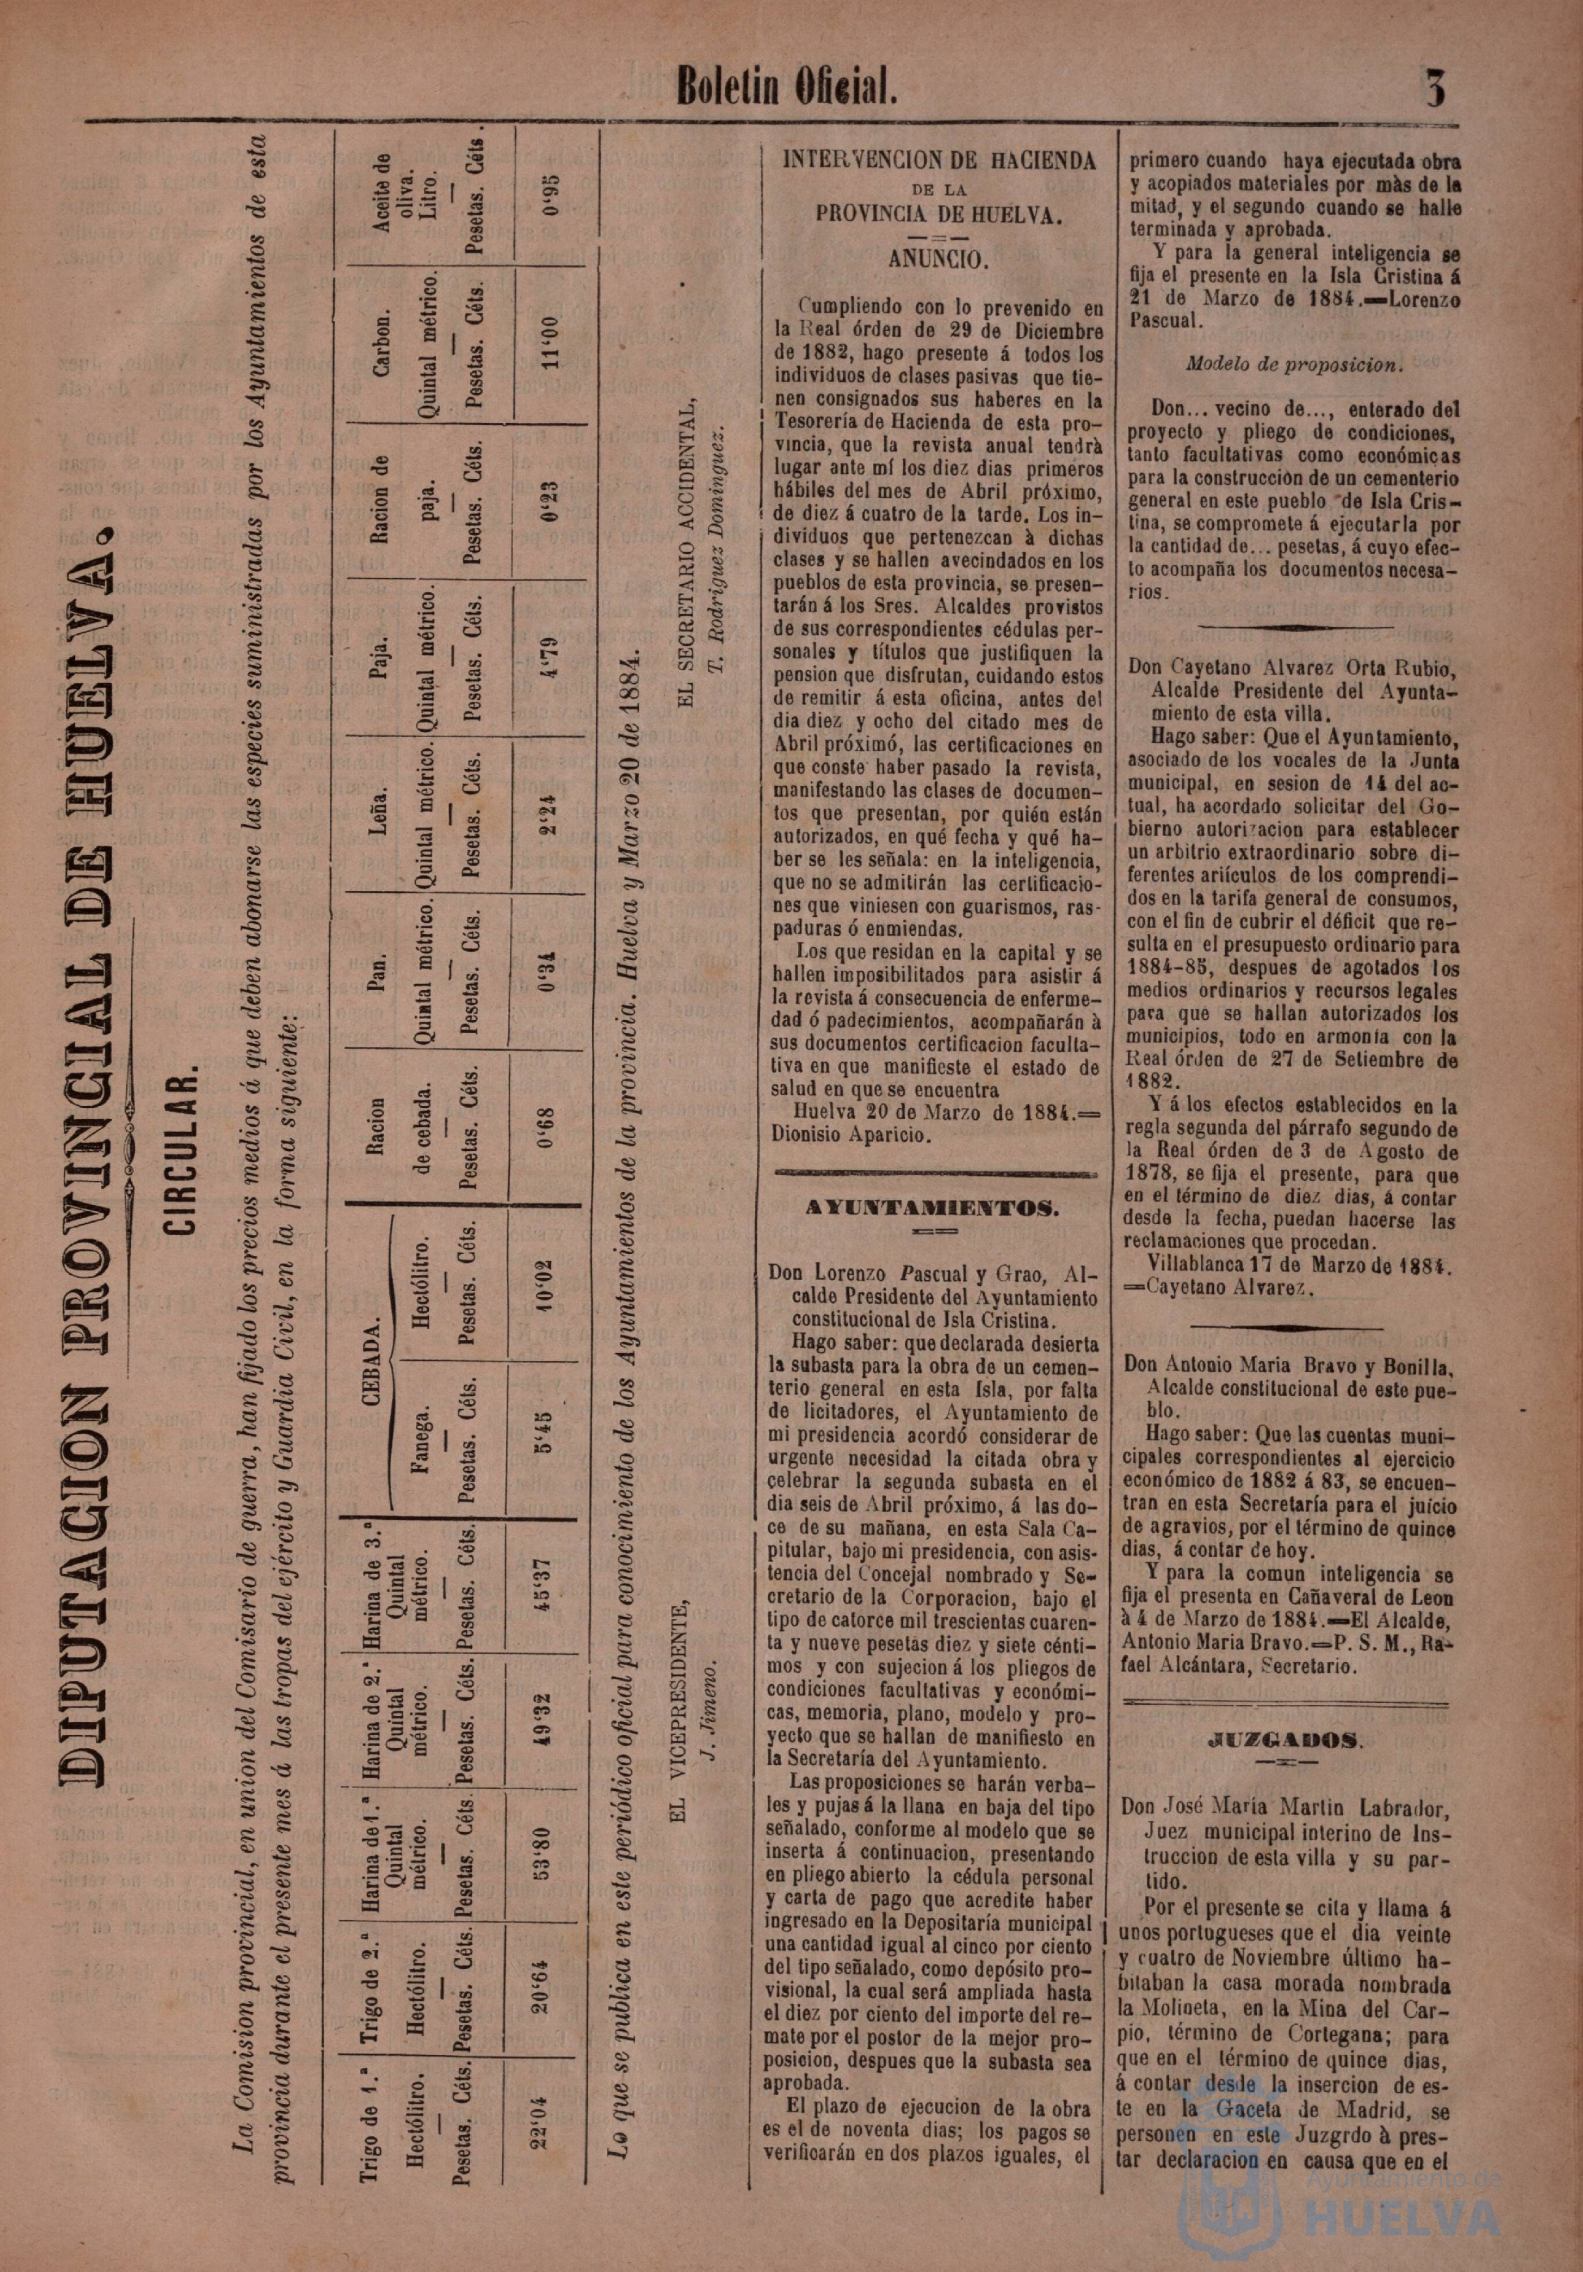 Boletin Oficial.
3
DIPUTACION PROVINCIAL DE HUELVA.
CIRCULAR.
La Comision provincial, en union del Comisario de guerra, han fijado los precios medios á que deben abonarse las especies suministradas por los Ayuntamientos de esta
provincia durante el presente mes á las tropas del ejército y Guardia Civil, en la forma siguiente:
Trigo de 1.ª
Hectólitro.
Pesetas. Céts.
22'04
Trigo de 2.ª
Hectólitro.
Pesetas. Céts.
20'64
Harina de 1.ª
Quintal
métrico.
Pesetas. Céts.
53'80
Harina de 2.ª
Quintal
métrico.
Pesetas. Céts.
49'32
Harina de 3.ª
Quintal
métrico.
Pesetas. Céts.
45'37
CEBADA.
Fanega.
Pesetas. Céts.
5'45
Hectólitro.
Pesetas. Céts.
10'02
Racion
de cebada.
Pesetas. Céts.
0'68
Pan.
Quintal métrico.
Pesetas. Céts.
0'34
Leña.
Quintal métrico.
Pesetas. Céts.
2'24
Paja.
Quintal métrico.
Pesetas. Céts.
4'79
Racion de
paja.
Pesetas. Céts.
0'23
Carbon.
Quintal métrico.
Pesetas. Céts.
11'00
Aceite de
oliva.
Litro.
Pesetas. Céts.
0'95
Lo que se publica en este periódico oficial para conocimiento de los Ayuntamientos de la provincia. Huelva y Marzo 20 de 1884.
EL VICEPRESIDENTE,
J. Jimeno.
EL SECRETARIO ACCIDENTAL,
T. Rodriguez Dominguez.
INTERVENCION DE HACIENDA
DE LA
PROVINCIA DE HUELVA.
ANUNCIO.
Cumpliendo con lo prevenido en
la Real órden de 29 de Diciembre
de 1882, hago presente á todos los
individuos de clases pasivas que tie-
nen consignados sus haberes en la
Tesorería de Hacienda de esta pro-
vincia, que la revista anual tendrà
lugar ante mí los diez dias primeros
hábiles del mes de Abril próximo,
de diez á cuatro de la tarde. Los in-
dividuos que pertenezcan à dichas
clases y se hallen avecindados en los
pueblos de esta provincia, se presen-
tarán á los Sres. Alcaldes provistos
de sus correspondientes cédulas per-
sonales y títulos que justifiquen la
pension que disfrutan, cuidando estos
de remitir á esta oficina, antes del
dia diez y ocho del citado mes de
Abril próximó, las certificaciones en
que conste haber pasado la revista,
manifestando las clases de documen-
tos que presentan, por quién están
autorizados, en qué fecha y qué ha-
ber se les señala: en la inteligencia,
que no se admitirán las certificacio-
nes que viniesen con guarismos, ras-
paduras ó enmiendas.
Los que residan en la capital y se
hallen imposibilitados para asistir á
la revista á consecuencia de enferme-
dad ó padecimientos, acompañarán à
sus documentos certificacion faculta-
tiva en que manifieste el estado de
salud en que se encuentra
Huelva 20 de Marzo de 1884.=
Dionisio Aparicio.
AYUNTAMIENTOS.
Don Lorenzo Pascual y Grao, Al-
calde Presidente del Ayuntamiento
constitucional de Isla Cristina.
Hago saber: que declarada desierta
la subasta para la obra de un cemen-
terio general en esta Isla, por falta
de licitadores, el Ayuntamiento de
mi presidencia acordó considerar de
urgente necesidad la citada obra y
celebrar la segunda subasta en el
dia seis de Abril próximo, á las do-
ce de su mañana, en esta Sala Ca-
pitular, bajo mi presidencia, con asis-
tencia del Concejal nombrado y Se-
cretario de la Corporacion, bajo el
tipo de catorce mil trescientas cuaren-
ta y nueve pesetas diez y siete cénti-
mos y con sujecion á los pliegos de
condiciones facultativas y económi-
cas, memoria, plano, modelo y pro-
yecto que se hallan de manifiesto en
la Secretaría del Ayuntamiento.
Las proposiciones se harán verba-
les y pujas á la llana en baja del tipo
señalado, conforme al modelo que se
inserta á continuacion, presentando
en pliego abierto la cédula personal
y carta de pago que acredite haber
ingresado en la Depositaría municipal
una cantidad igual al cinco por ciento
del tipo señalado, como depósito pro-
visional, la cual será ampliada hasta
el diez por ciento del importe del re-
mate por el postor de la mejor pro-
posicion, despues que la subasta sea
aprobada.
El plazo de ejecucion de la obra
es el de noventa dias; los pagos se
verificarán en dos plazos iguales, el
primero cuando haya ejecutada obra
y acopiados materiales por màs de la
mitad, y el segundo cuando se halle
terminada y aprobada.
Y para la general inteligencia se
fija el presente en la Isla Cristina á
21 de Marzo de 1884.=Lorenzo
Pascual.
Modelo de proposicion.
Don... vecino de..., enterado del
proyecto y pliego de condiciones,
tanto facultativas como económicas
para la construcciòn de un cementerio
general en este pueblo de Isla Cris-
tina, se compromete á ejecutarla por
la cantidad de... pesetas, á cuyo efec-
to acompaña los documentos necesa-
rios.
Don Cayetano Alvarez Orta Rubio,
Alcalde Presidente del Ayunta-
miento de esta villa.
Hago saber: Que el Ayuntamiento,
asociado de los vocales de la Junta
municipal, en sesion de 14 del ac-
tual, ha acordado solicitar del Go-
bierno autorizacion para establecer
un arbitrio extraordinario sobre di-
ferentes ariículos de los comprendi-
dos en la tarifa general de consumos,
con el fin de cubrir el déficit que re-
sulta en el presupuesto ordinario para
1884-85, despues de agotados los
medios ordinarios y recursos legales
para que se hallan autorizados los
municipios, todo en armonía con la
Real órden de 27 de Setiembre de
1882.
Y á los efectos establecidos en la
regla segunda del párrafo segundo de
la Real órden de 3 de Agosto de
1878, se fija el presente, para que
en el término de diez dias, á contar
desde la fecha, puedan hacerse las
reclamaciones que procedan.
Villablanca 17 de Marzo de 1884.
=Cayetano Alvarez.
Don Antonio Maria Bravo y Bonilla,
Alcalde constitucional de este pue-
blo.
Hago saber: Que las cuentas muni-
cipales correspondientes al ejercicio
económico de 1882 á 83, se encuen-
tran en esta Secretaría para el juicio
de agravios, por el término de quince
dias, á contar de hoy.
Y para la comun inteligencia se
fija el presenta en Cañaveral de Leon
à 4 de Marzo de 1884.=El Alcalde,
Antonio Maria Bravo.=P. S. M., Ra-
fael Alcántara, Secretario.
JUZGADOS.
Don José María Martin Labrador,
Juez municipal interino de Ins-
truccion de esta villa y su par-
tido.
Por el presente se cita y llama á
unos portugueses que el dia veinte
y cuatro de Noviembre último ha-
bitaban la casa morada nombrada
la Molineta, en la Mina del Car-
pio, término de Cortegana; para
que en el término de quince dias,
á contar desde la insercion de es-
te en la Gaceta de Madrid, se
personen en este Juzgrdo à pres-
tar declaracion en causa que en el
Ayuntamiento de
HUELVA